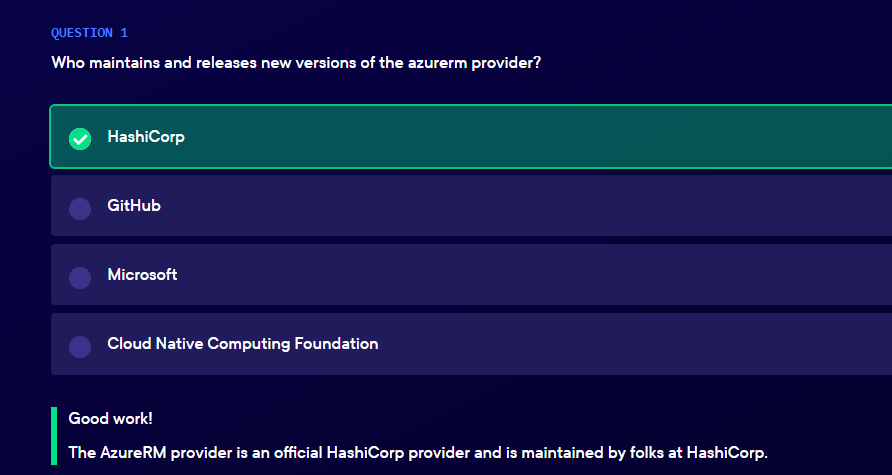 QUESTION 1
Who maintains and releases new versions of the azurerm provider?
HashiCorp
GitHub
Microsoft
Cloud Native Computing Foundation
Good work!
The AzureRM provider is an official HashiCorp provider and is maintained by folks at HashiCorp.